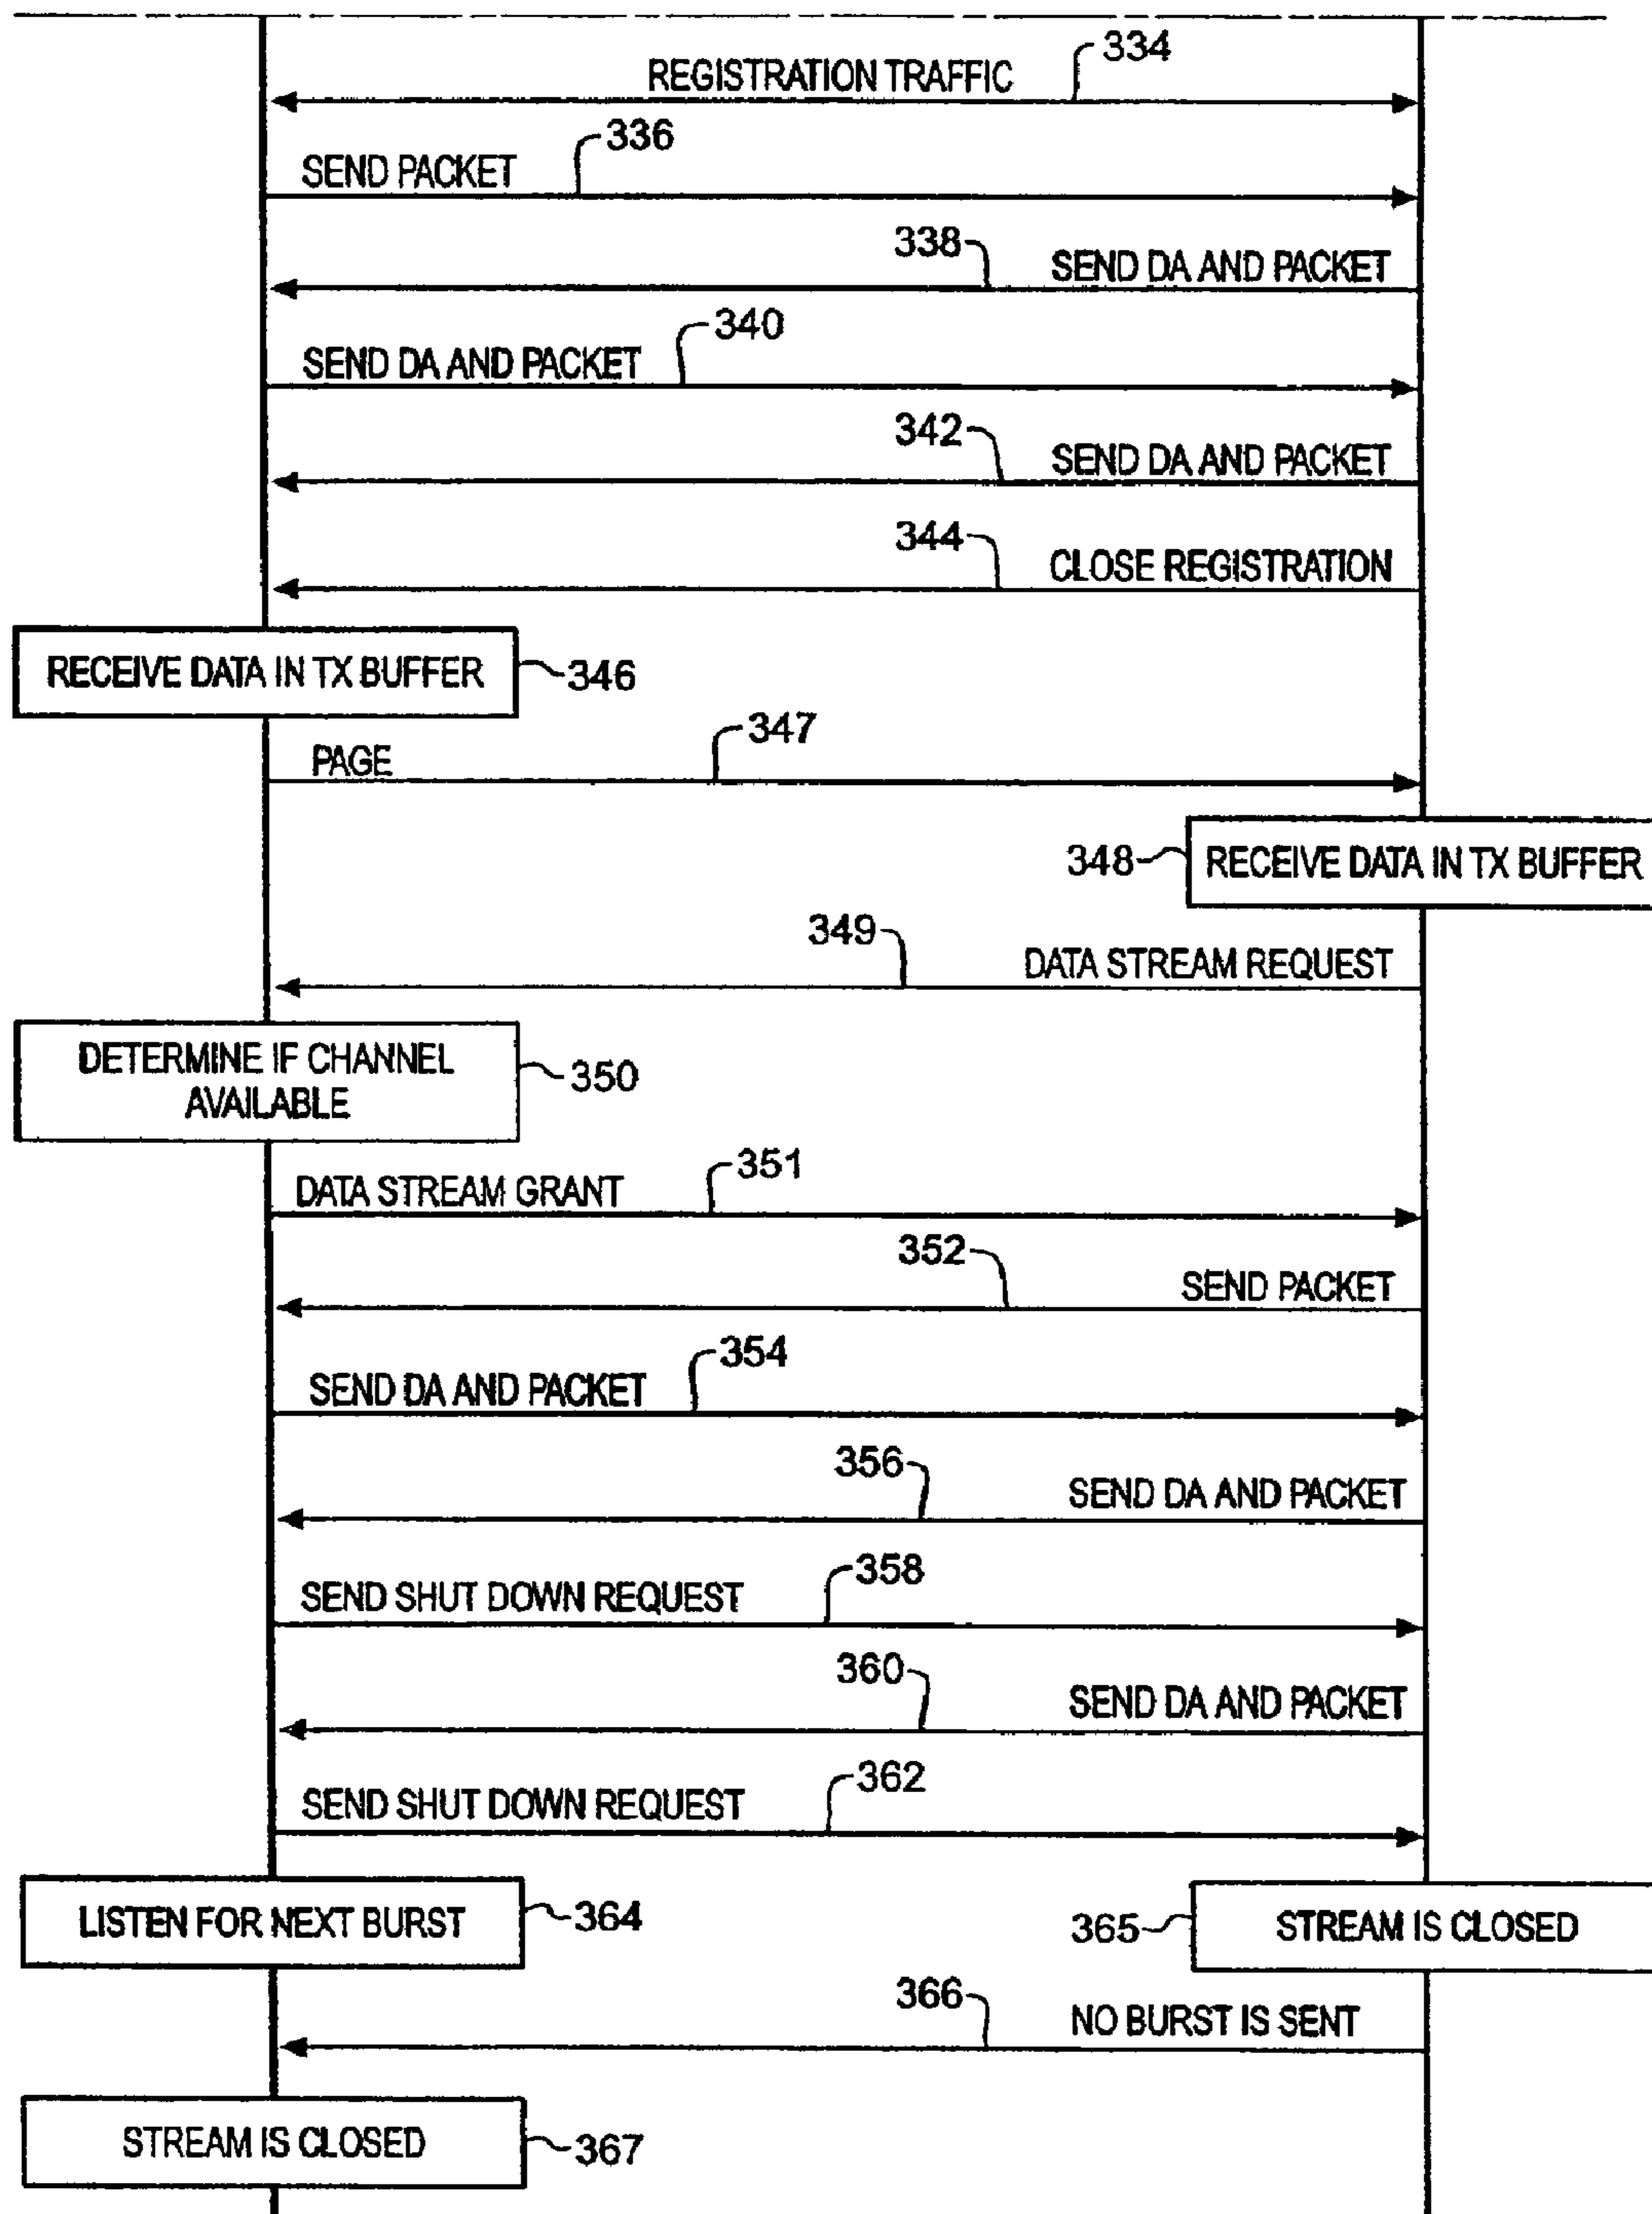 334
REGISTRATION TRAFFIC
336
SEND PACKET
338
SEND DA AND PACKET
340
SEND DA AND PACKET
342
SEND DA AND PACKET
344
CLOSE REGISTRATION
RECEIVE DATA IN TX BUFFER
346
347
PAGE
348
RECEIVE DATA IN TX BUFFER
349
DATA STREAM REQUEST
DETERMINE IF CHANNEL
AVAILABLE
350
351
DATA STREAM GRANT
352
SEND PACKET
354
SEND DA AND PACKET
356
SEND DA AND PACKET
358
SEND SHUT DOWN REQUEST
360
SEND DA AND PACKET
362
SEND SHUT DOWN REQUEST
LISTEN FOR NEXT BURST
364
365
STREAM IS CLOSED
366
NO BURST IS SENT
STREAM IS CLOSED
367